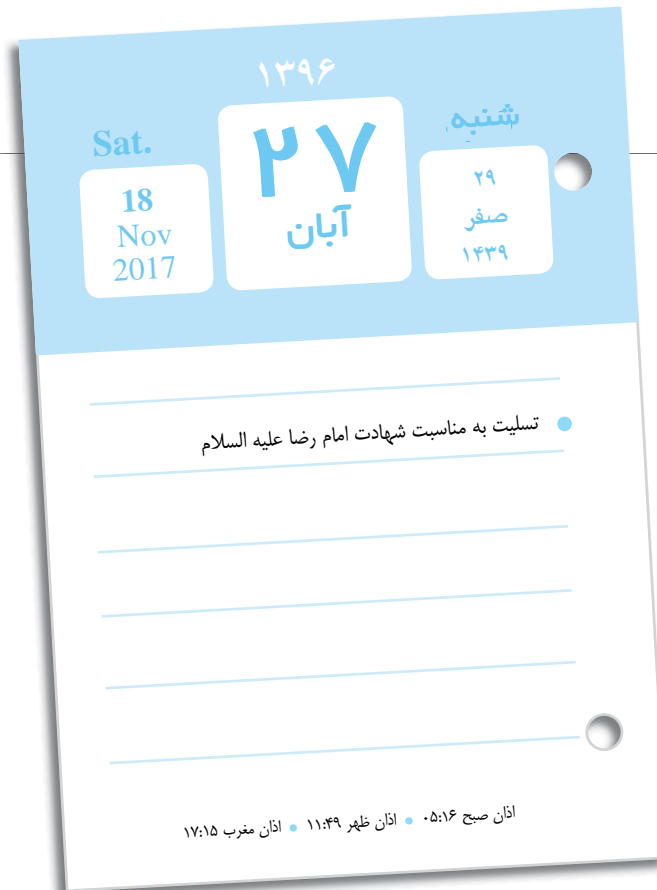 ۱۳۹۶
شنبه
۲۹
صفر
۱۴۳۹
۲۷
آبان
Sat.
18
Nov
2017
تسلیت به مناسبت شهادت امام رضا علیه السلام
اذان صبح ۰۵:۱۶ • اذان ظهر ۱۱:۴۹ • اذان مغرب ۱۷:۱۵